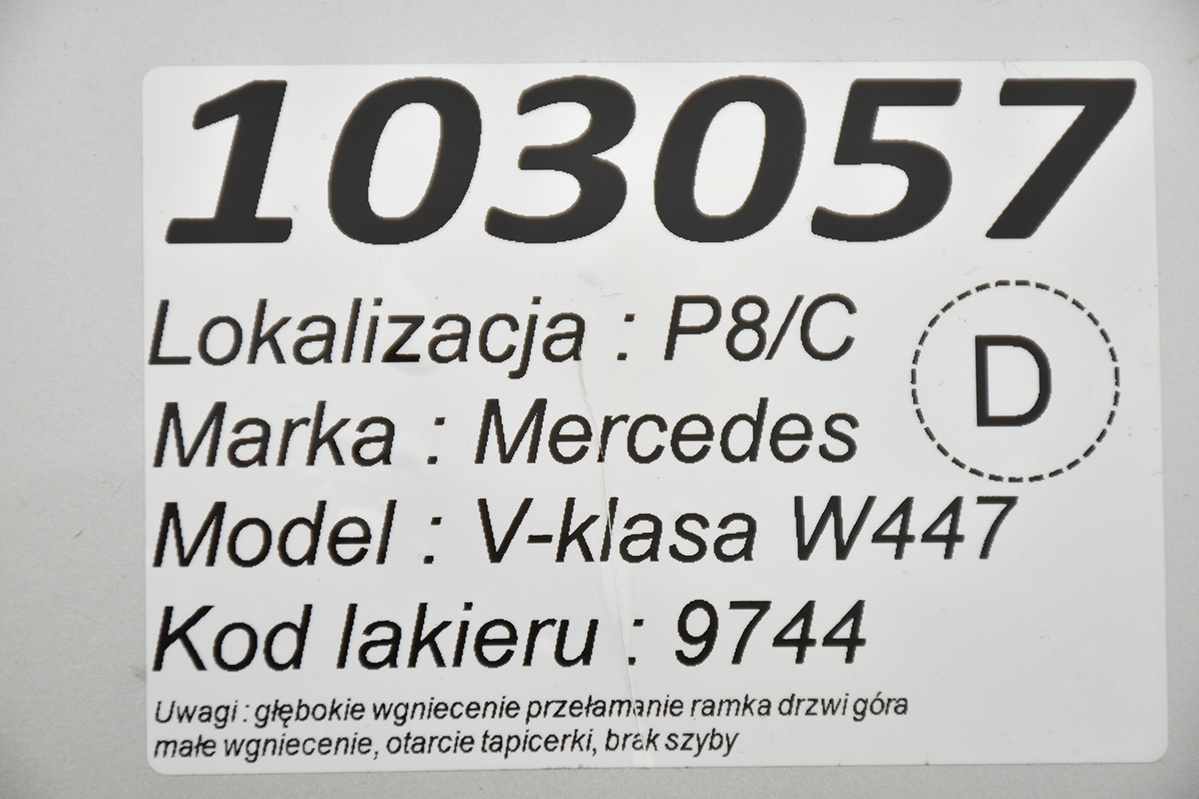 103057
Lokalizacja : P8/C
D
Marka : Mercedes
Model : V-klasa W447
Kod lakieru : 9744
Uwagi : głębokie wgniecenie przełamanie ramka drzwi góra
małe wgniecenie, otarcie tapicerki, brak szyby